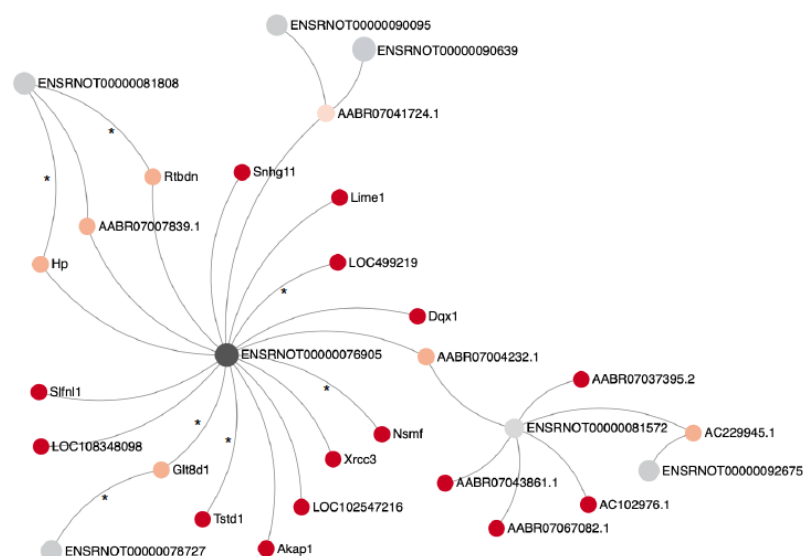 ENSRNOT00000090095
ENSRNOT00000090639
ENSRNOT00000081808
AABR07041724.1
*
Rtbdn
Snhg11
*
Lime1
AABR07007839.1
Hp
LOC499219
*
Dqx1
ENSRNOT00000076905
AABR07004232.1
AABR07037395.2
Slfnl1
*
*
ENSRNOT00000081572
Nsmf
AC229945.1
*
LOC108348098
Xrcc3
Glt8d1
ENSRNOT00000092675
AABR07043861.1
*
LOC102547216
AC102976.1
Tstd1
AABR07067082.1
ENSRNOT00000078727
Akap1